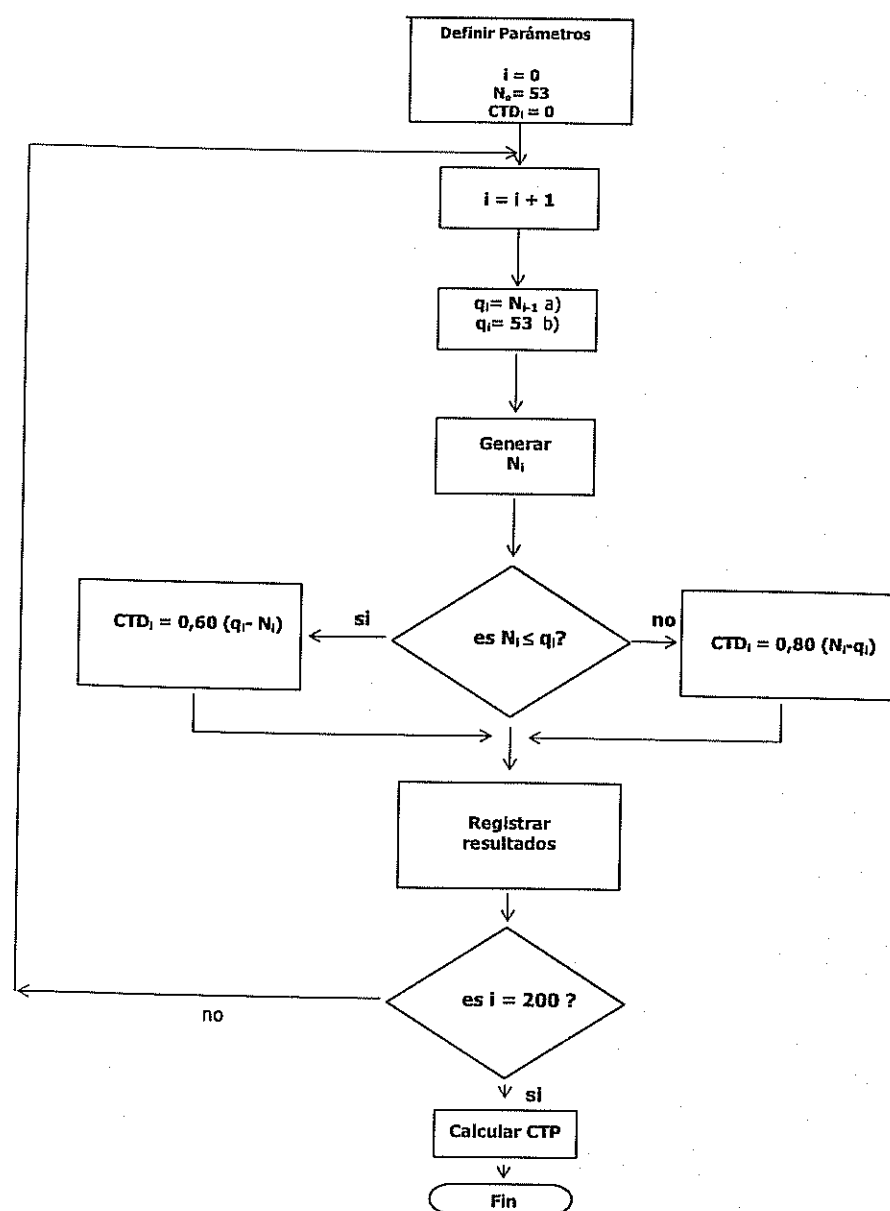 Definir Parámetros
i = 0
Nₒ= 53
CTDᵢ = 0
i = i + 1
qᵢ= Nᵢ₋₁ a)
qᵢ= 53 b)
Generar
Nᵢ
es Nᵢ ≤ qᵢ?
si
no
CTDᵢ = 0,60 (qᵢ- Nᵢ)
CTDᵢ = 0,80 (Nᵢ-qᵢ)
Registrar
resultados
es i = 200 ?
no
si
Calcular CTP
Fin